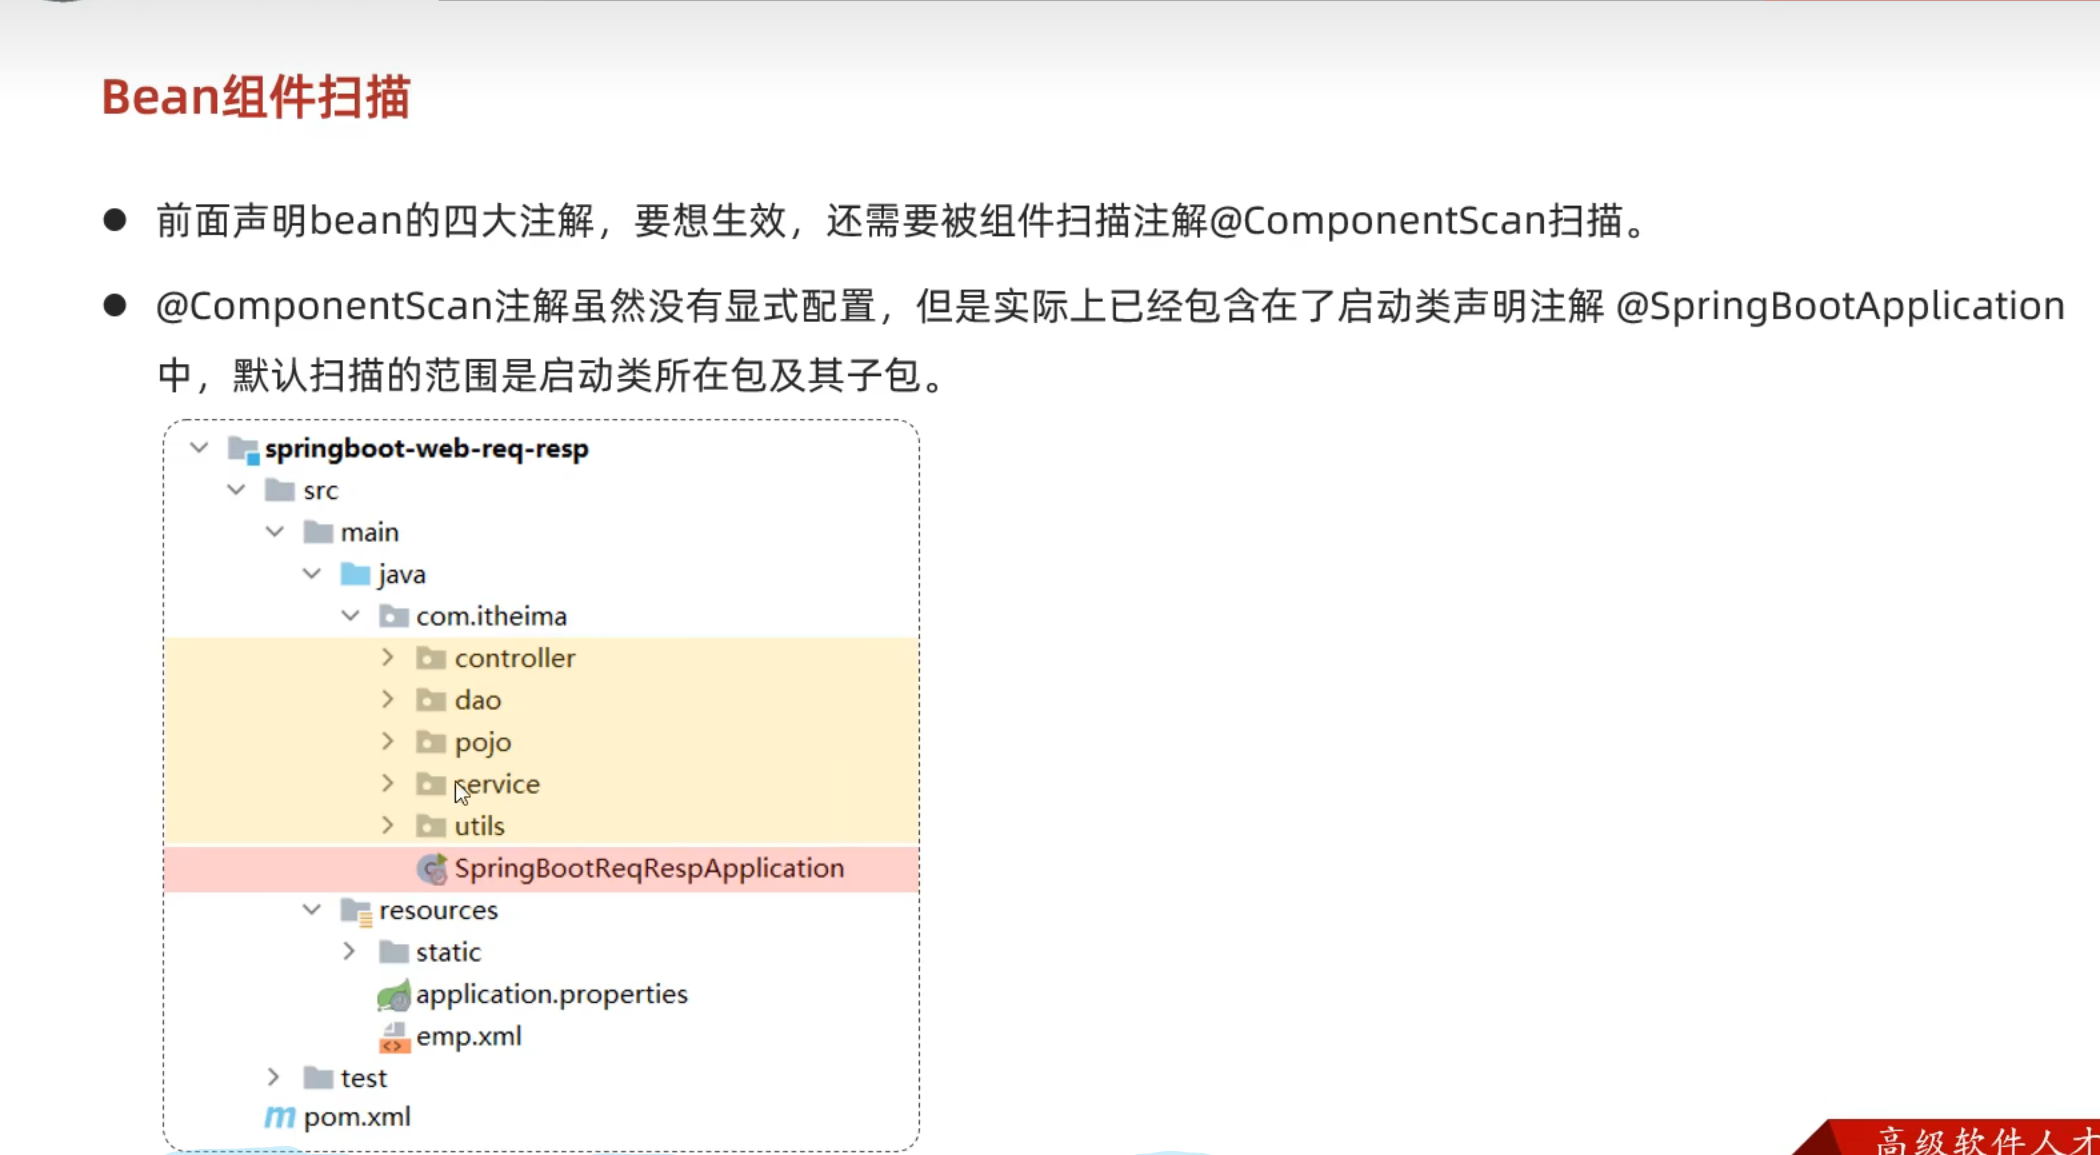 Bean组件扫描
前面声明bean的四大注解，要想生效，还需要被组件扫描注解@ComponentScan扫描。
@ComponentScan注解虽然没有显式配置，但是实际上已经包含在了启动类声明注解 @SpringBootApplication
中，默认扫描的范围是启动类所在包及其子包。
springboot-web-req-resp
src
main
java
com.itheima
controller
dao
pojo
service
utils
SpringBootReqRespApplication
resources
static
application.properties
emp.xml
test
pom.xml
高级软件人才